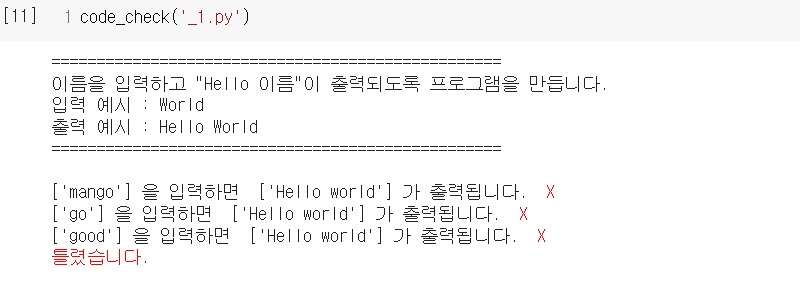 [11] 1 code_check('_1.py')
==================================================
이름을 입력하고 "Hello 이름"이 출력되도록 프로그램을 만듭니다.
입력 예시 : World
출력 예시 : Hello World
==================================================
['mango'] 을 입력하면 ['Hello world'] 가 출력됩니다. X
['go'] 을 입력하면 ['Hello world'] 가 출력됩니다. X
['good'] 을 입력하면 ['Hello world'] 가 출력됩니다. X
틀렸습니다.